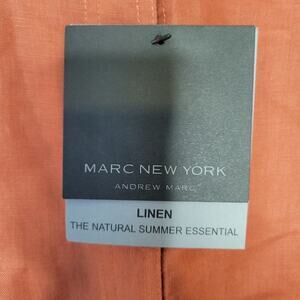 MARC NEW YORK
ANDREW MARC
LINEN
THE NATURAL SUMMER ESSENTIAL